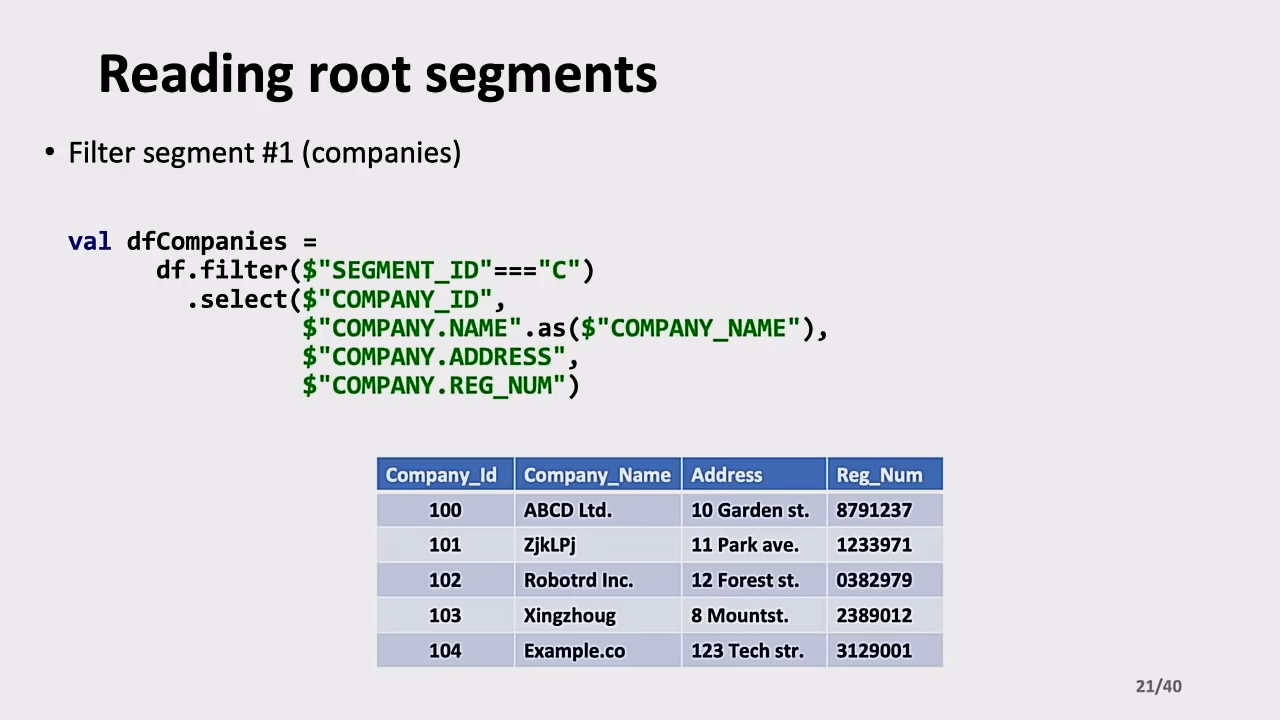 Reading root segments
• Filter segment #1 (companies)
val dfCompanies =
df.filter($"SEGMENT_ID"==="C")
.select($"COMPANY_ID",
$"COMPANY.NAME".as($"COMPANY_NAME"),
$"COMPANY.ADDRESS",
$"COMPANY.REG_NUM")
Company_Id Company_Name Address Reg_Num
100 ABCD Ltd. 10 Garden st. 8791237
101 ZjkLPj 11 Park ave. 1233971
102 Robotrd Inc. 12 Forest st. 0382979
103 Xingzhoug 8 Mountst. 2389012
104 Example.co 123 Tech str. 3129001
21/40